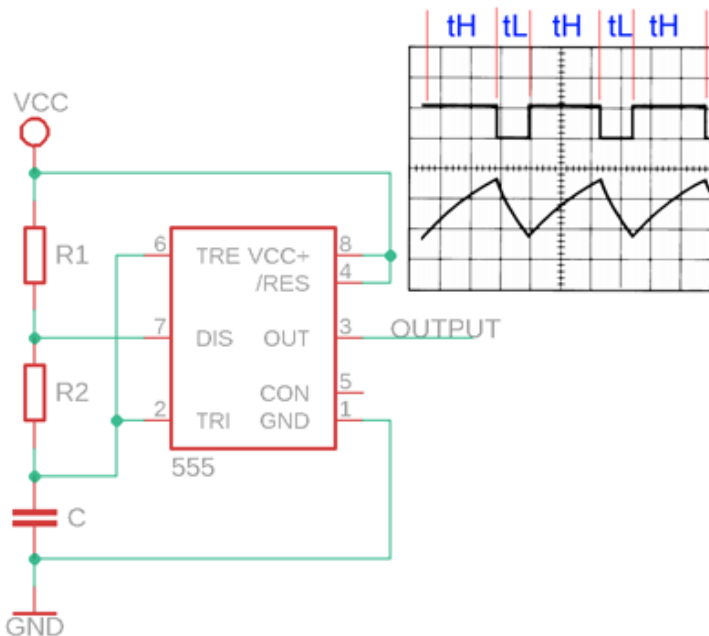 tH tL tH tL tH
VCC
R1
6 TRE VCC+ 8
/RES 4
7 DIS OUT 3 OUTPUT
R2
CON 5
2 TRI GND 1
555
C
GND